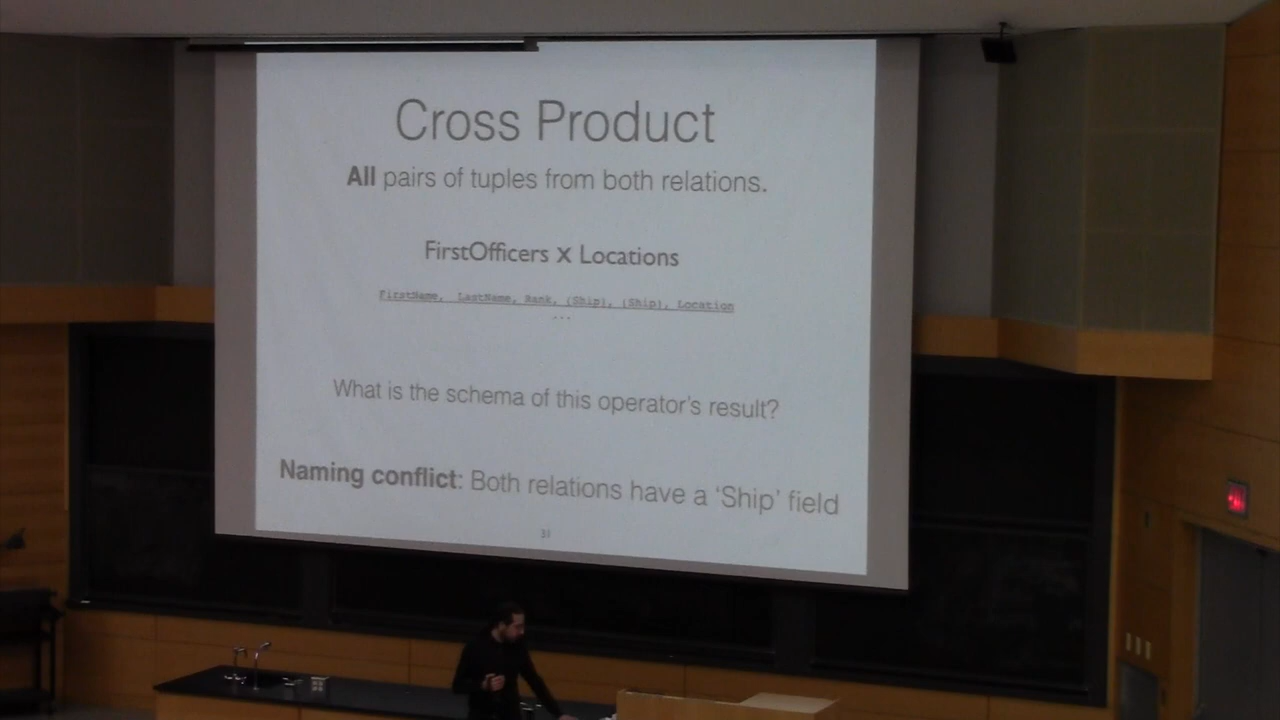 Cross Product
All pairs of tuples from both relations.
FirstOfficers x Locations
FirstName, LastName, Rank, (Ship), (Ship), Location
...
What is the schema of this operator's result?
Naming conflict: Both relations have a 'Ship' field
31